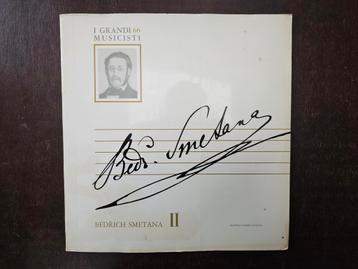 I GRANDI 66
MUSICISTI
Bedř. Smetana
BEDŘICH SMETANA II